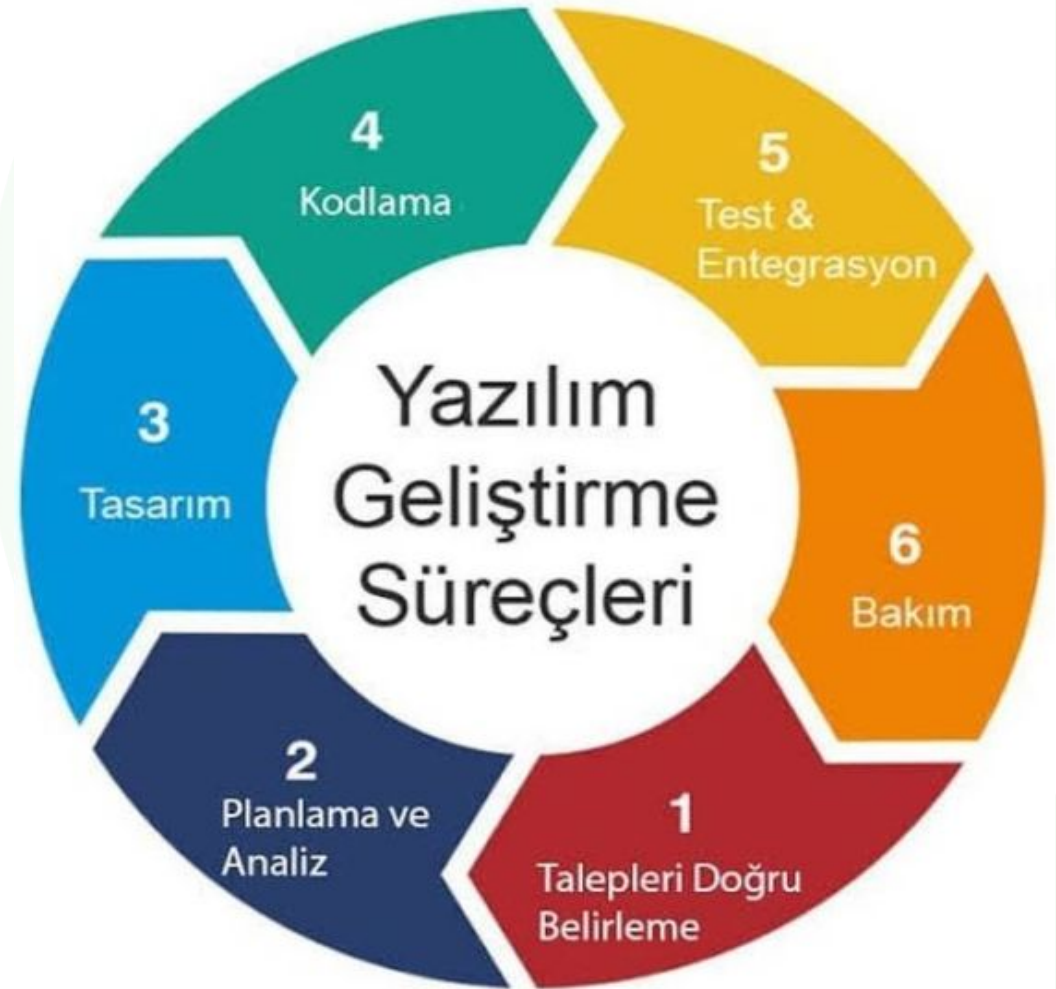 Yazılım
Geliştirme
Süreçleri
1
Talepleri Doğru
Belirleme
2
Planlama ve
Analiz
3
Tasarım
4
Kodlama
5
Test &
Entegrasyon
6
Bakım